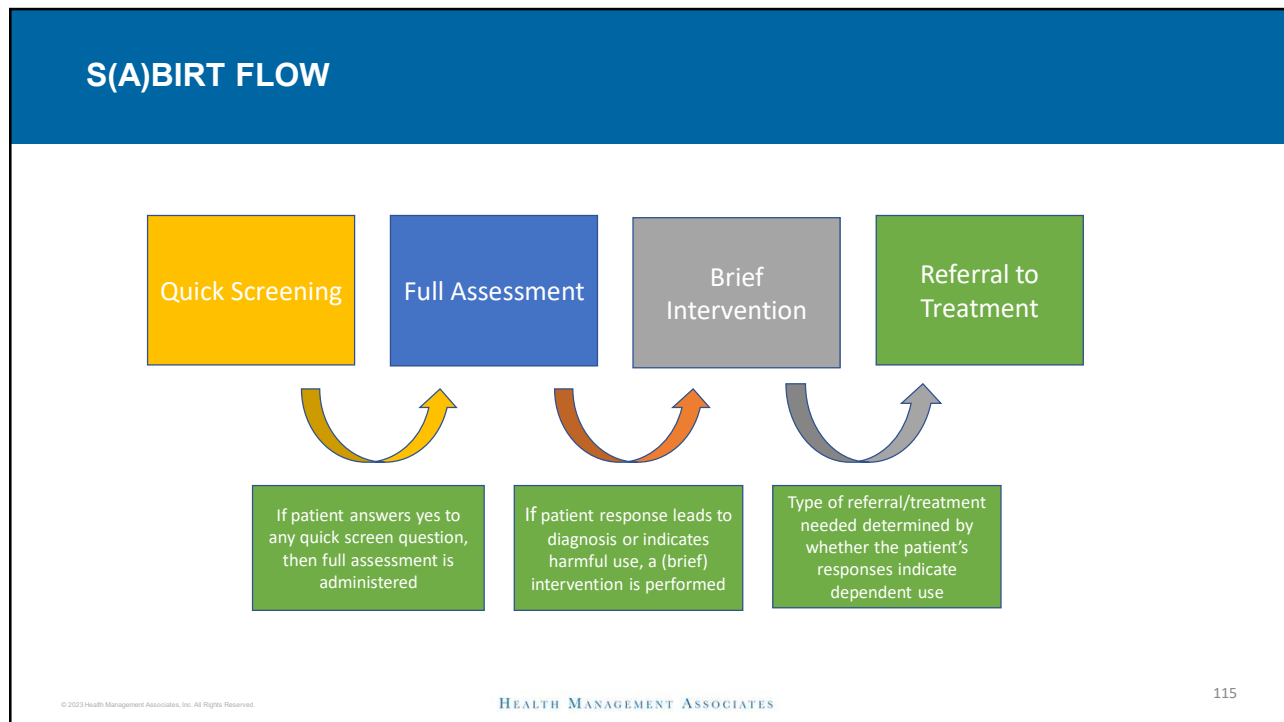 S(A)BIRT FLOW
Quick Screening
Full Assessment
Brief
Intervention
Referral to
Treatment
If patient answers yes to
any quick screen question,
then full assessment is
administered
If patient response leads to
diagnosis or indicates
harmful use, a (brief)
intervention is performed
Type of referral/treatment
needed determined by
whether the patient's
responses indicate
dependent use
© 2023 Health Management Associates, Inc. All Rights Reserved.
HEALTH MANAGEMENT ASSOCIATES
115